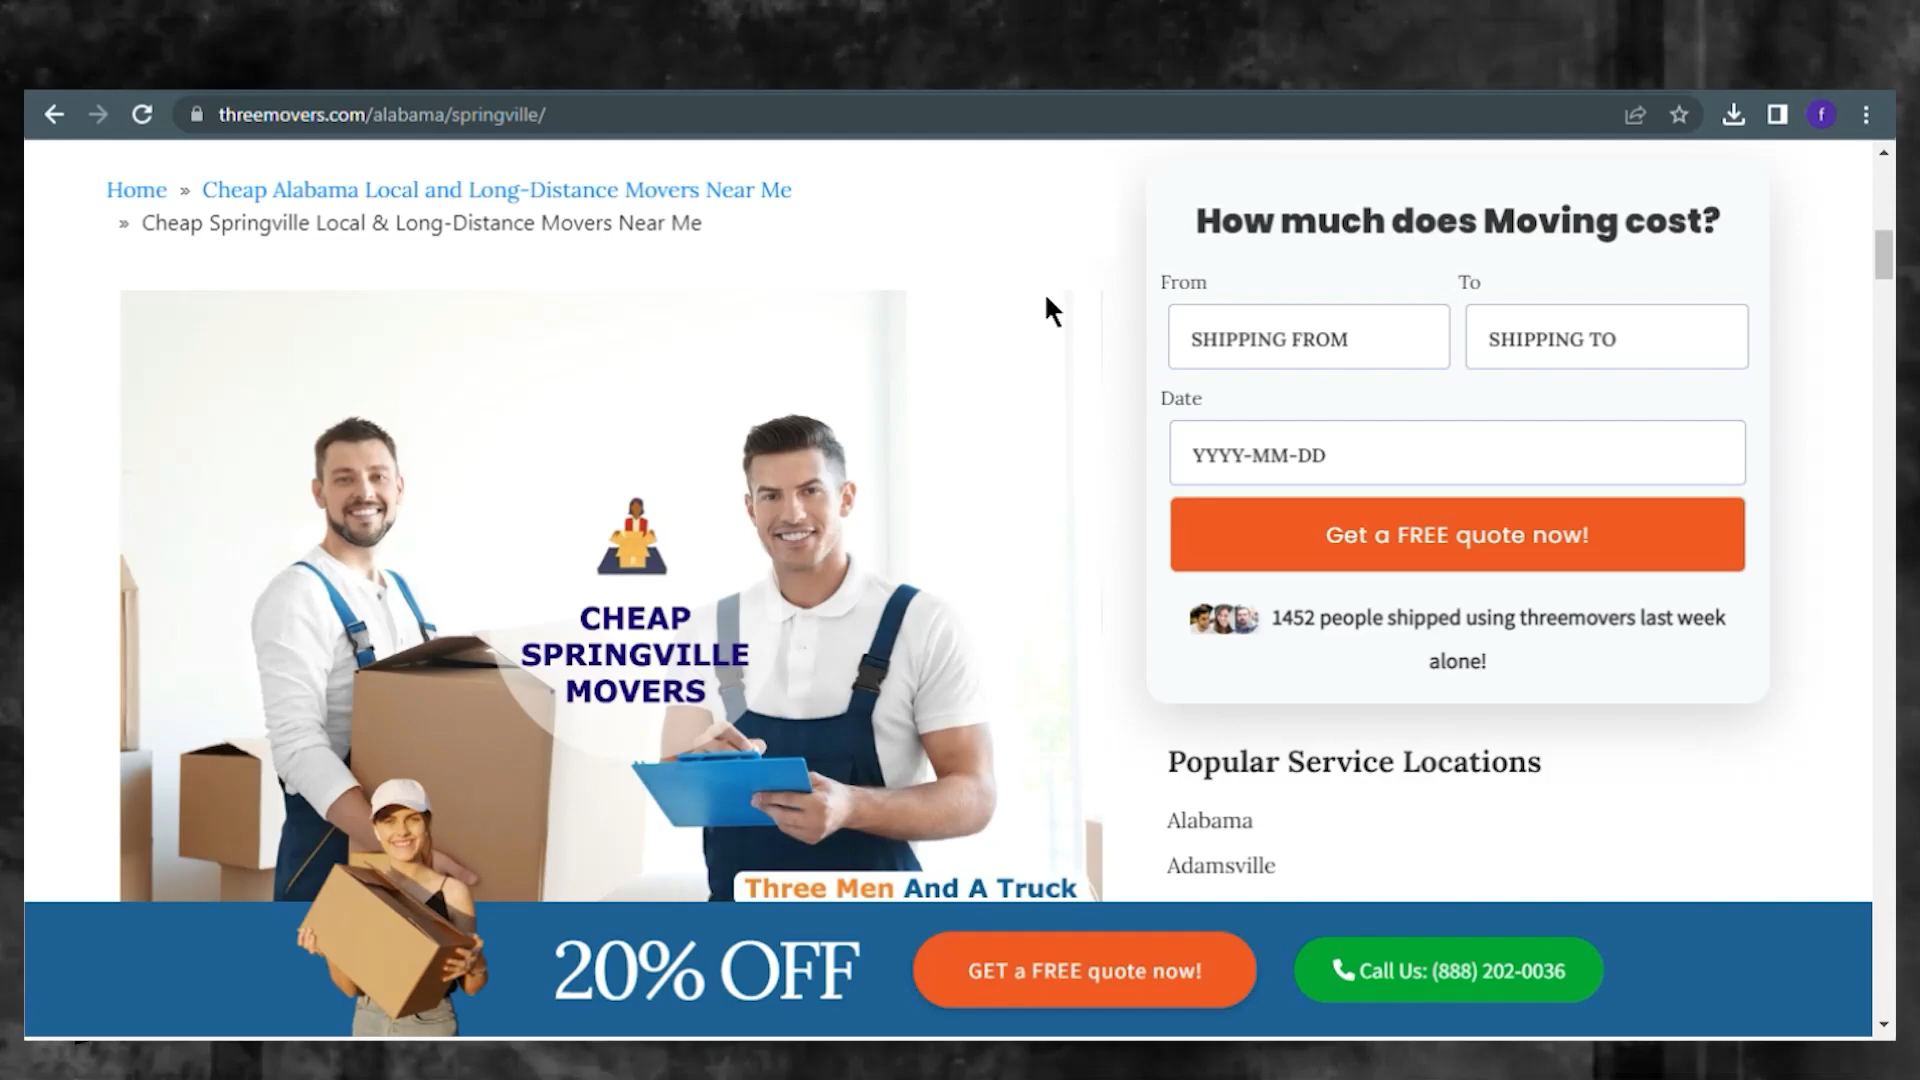 threemovers.com/alabama/springville/
f
Home » Cheap Alabama Local and Long-Distance Movers Near Me
» Cheap Springville Local & Long-Distance Movers Near Me
CHEAP
SPRINGVILLE
MOVERS
Three Men And A Truck
How much does Moving cost?
From To
SHIPPING FROM SHIPPING TO
Date
YYYY-MM-DD
Get a FREE quote now!
1452 people shipped using threemovers last week
alone!
Popular Service Locations
Alabama
Adamsville
20% OFF GET a FREE quote now! Call Us: (888) 202-0036